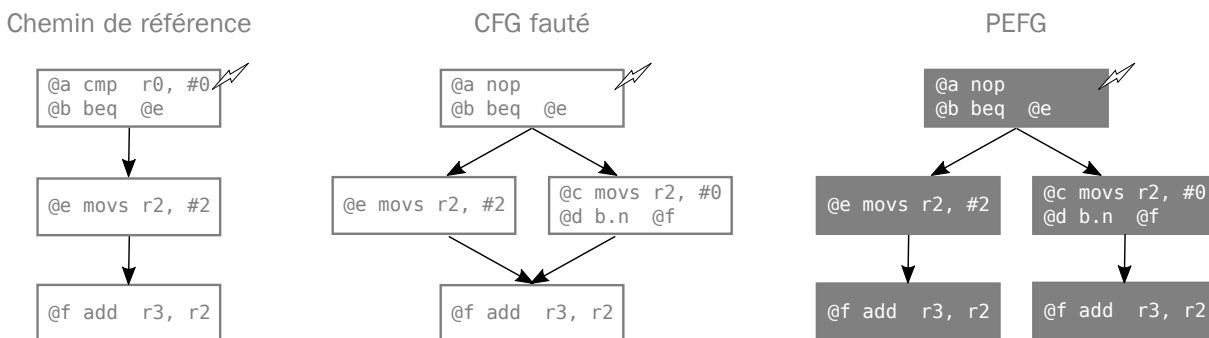 Chemin de référence
CFG fauté
PEFG
@a cmp r0, #0
@b beq @e
@e movs r2, #2
@f add r3, r2
@a nop
@b beq @e
@e movs r2, #2
@c movs r2, #0
@d b.n @f
@f add r3, r2
@a nop
@b beq @e
@e movs r2, #2
@c movs r2, #0
@d b.n @f
@f add r3, r2
@f add r3, r2